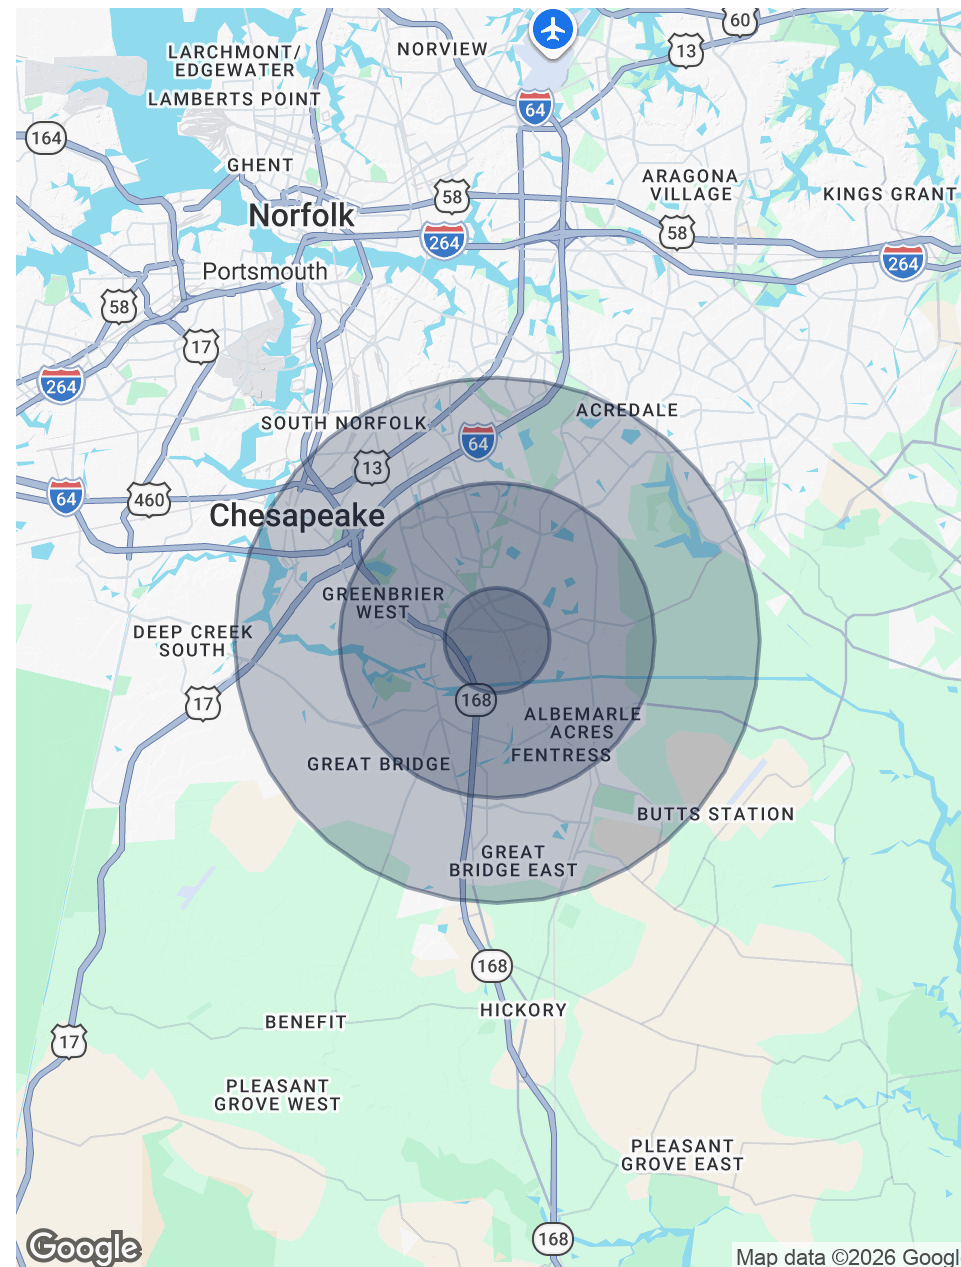 60
13
NORVIEW
LARCHMONT/
EDGEWATER
LAMBERTS POINT
64
164
GHENT
ARAGONA
VILLAGE
KINGS GRANT
58
Norfolk
58
264
264
Portsmouth
58
17
264
ACREDALE
SOUTH NORFOLK
64
13
64
460
Chesapeake
GREENBRIER
WEST
DEEP CREEK
SOUTH
17
168
ALBEMARLE
ACRES
FENTRESS
GREAT BRIDGE
BUTTS STATION
GREAT
BRIDGE EAST
168
HICKORY
BENEFIT
17
PLEASANT
GROVE WEST
PLEASANT
GROVE EAST
168
Google
Map data ©2026 Googl